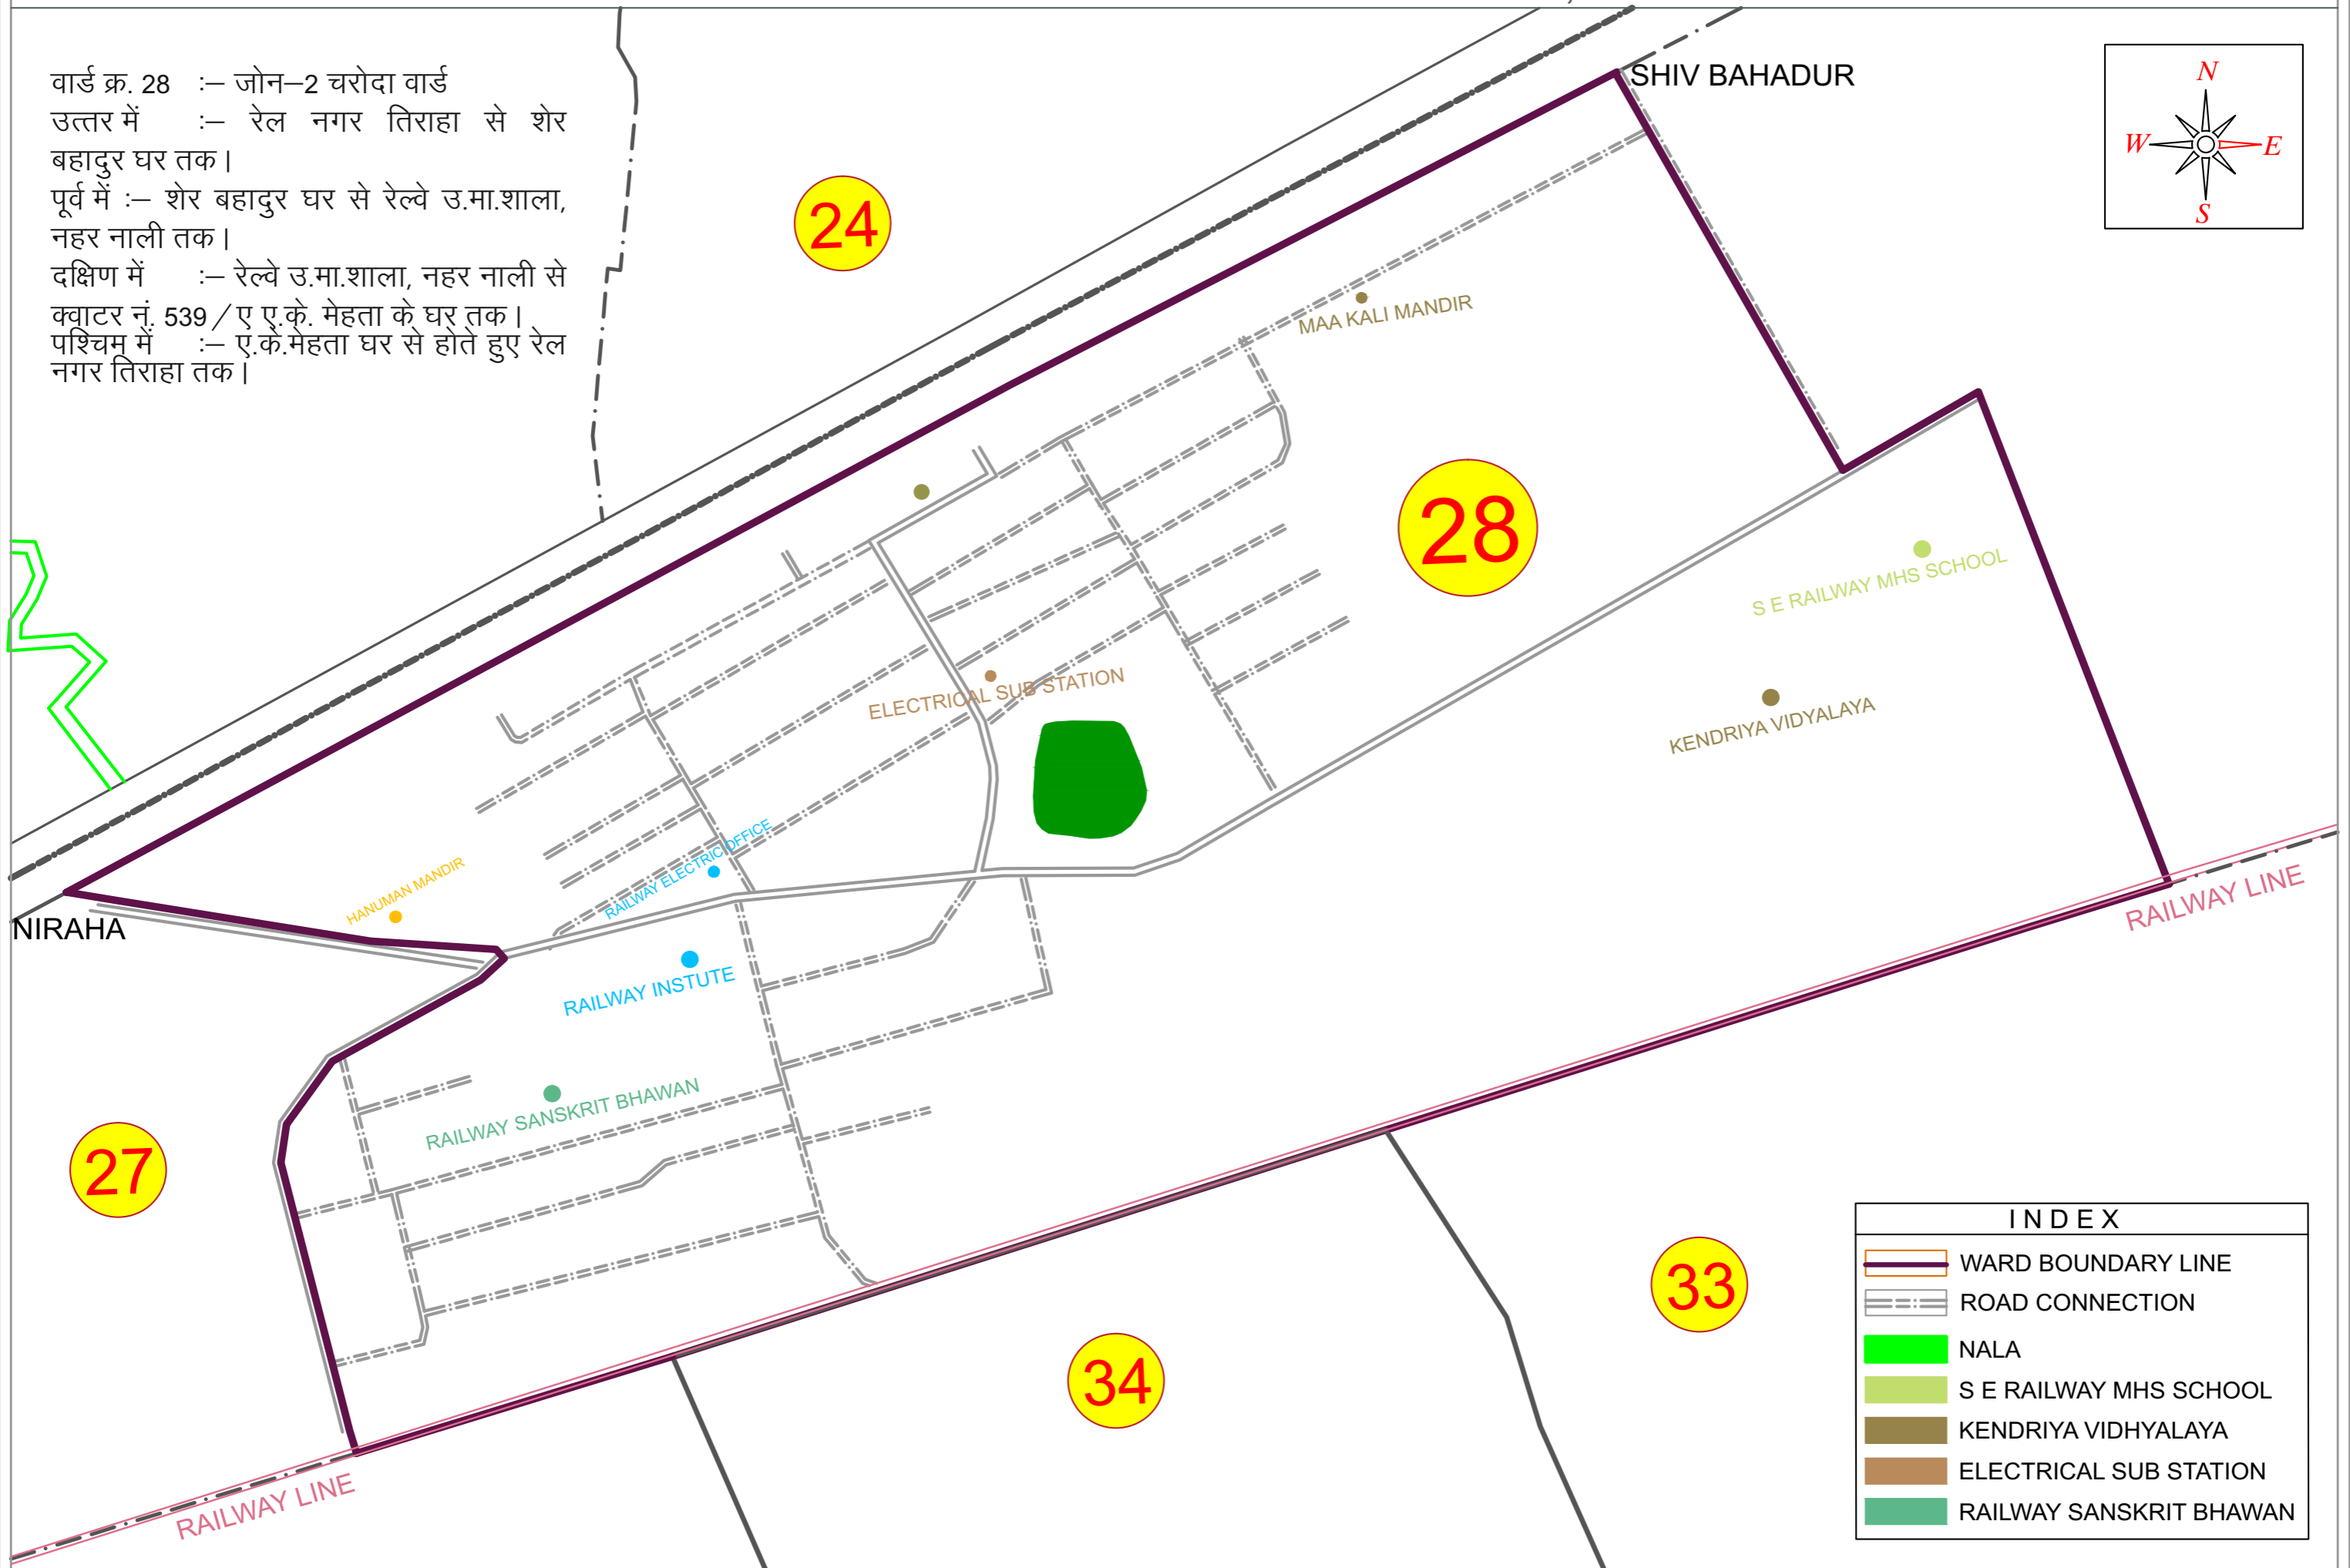 वार्ड क्र. 28 :– जोन–2 चरोदा वार्ड
उत्तर में :– रेल नगर तिराहा से शेर
बहादुर घर तक।
पूर्व में :– शेर बहादुर घर से रेल्वे उ.मा.शाला,
नहर नाली तक।
दक्षिण में :– रेल्वे उ.मा.शाला, नहर नाली से
क्वाटर नं. 539/ए ए.के. मेहता के घर तक।
पश्चिम में :– ए.के.मेहता घर से होते हुए रेल
नगर तिराहा तक।
SHIV BAHADUR
N
W E
S
24
MAA KALI MANDIR
28
S E RAILWAY MHS SCHOOL
KENDRIYA VIDYALAYA
ELECTRICAL SUB STATION
RAILWAY ELECTRIC OFFICE
HANUMAN MANDIR
NIRAHA
RAILWAY LINE
RAILWAY INSTUTE
RAILWAY SANSKRIT BHAWAN
27
34
33
RAILWAY LINE
INDEX
WARD BOUNDARY LINE
ROAD CONNECTION
NALA
S E RAILWAY MHS SCHOOL
KENDRIYA VIDHYALAYA
ELECTRICAL SUB STATION
RAILWAY SANSKRIT BHAWAN